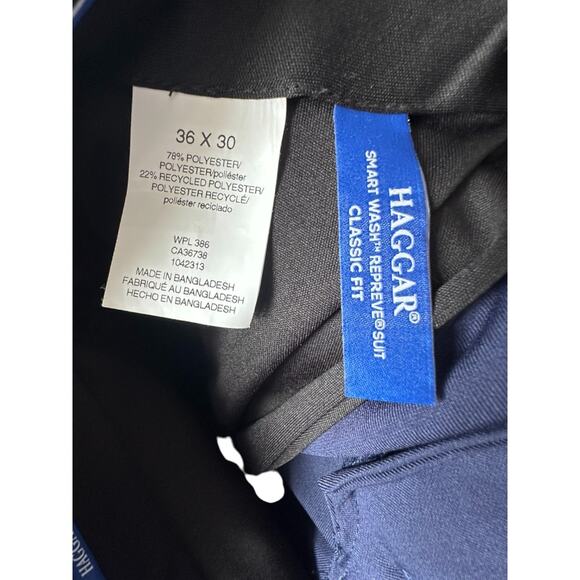 36 X 30
78% POLYESTER/
POLYESTER/poliéster
22% RECYCLED POLYESTER/
POLYESTER RECYCLÉ/
poliéster reciclado
WPL 386
CA36738
1042313
MADE IN BANGLADESH
FABRIQUÉ AU BANGLADESH
HECHO EN BANGLADESH
HAGGAR®
SMART WASH™ REPREVE®SUIT
CLASSIC FIT